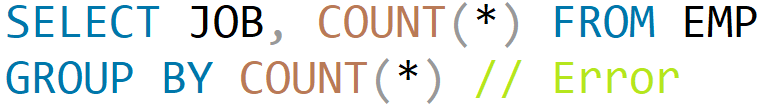 SELECT JOB, COUNT(*) FROM EMP
GROUP BY COUNT(*) // Error